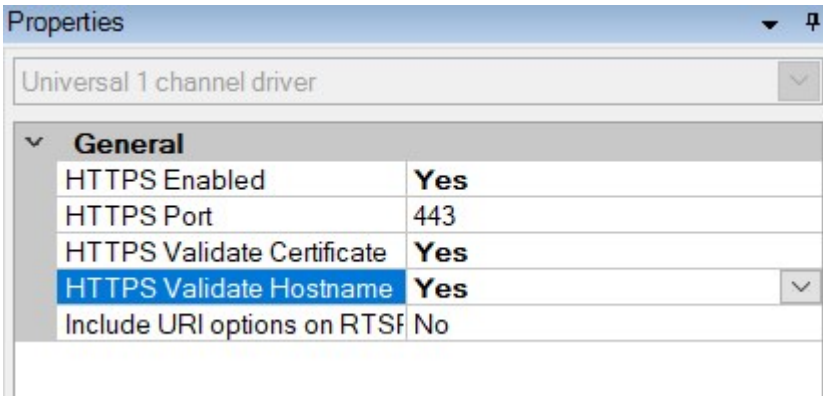 Properties
Universal 1 channel driver
General
HTTPS Enabled Yes
HTTPS Port 443
HTTPS Validate Certificate Yes
HTTPS Validate Hostname Yes
Include URI options on RTSP No